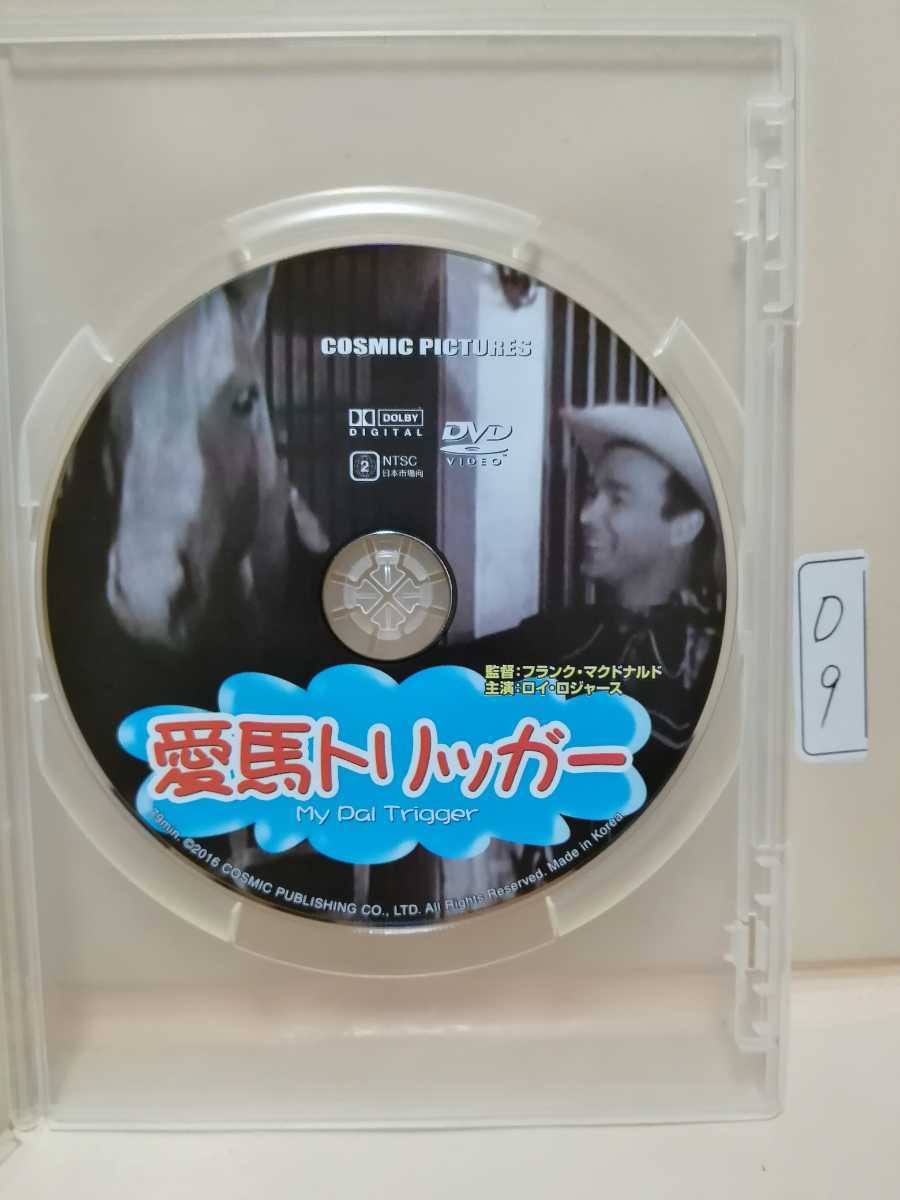 COSMIC PICTURES
DOLBY
DIGITAL
DVD
VIDEO™
2
NTSC
日本市場向
監督:フランク・マクドナルド
主演:ロイ・ロジャース
愛馬トリッガー
My Pal Trigger
79min. ©2016 COSMIC PUBLISHING CO., LTD. All Rights Reserved. Made in Korea
D
9